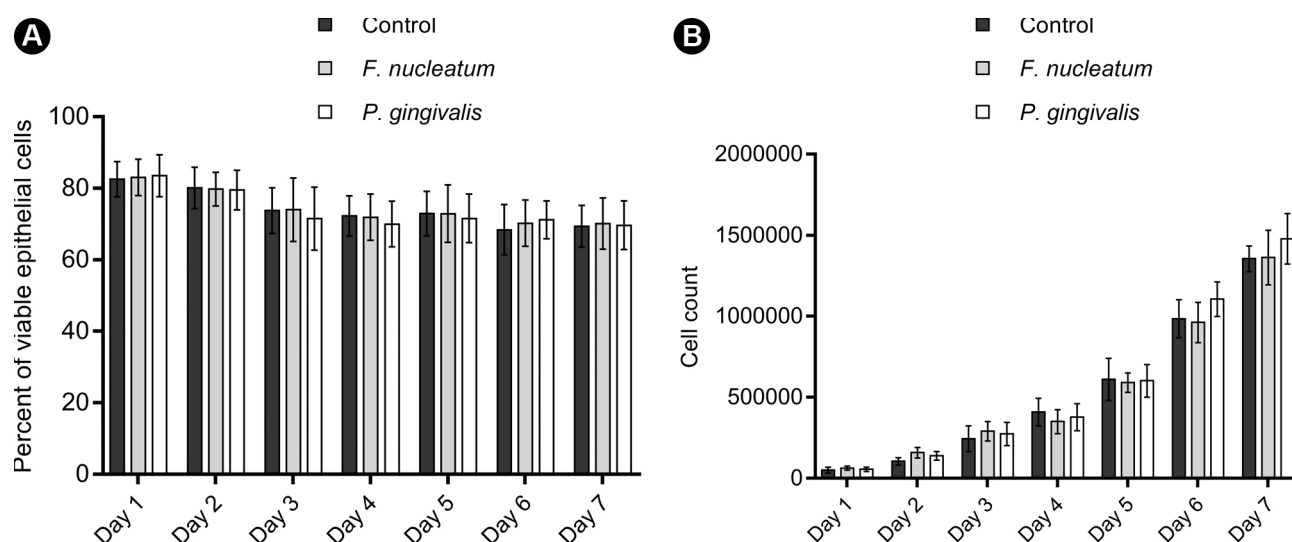 A
Control
F. nucleatum
P. gingivalis
Percent of viable epithelial cells
100
80
60
40
20
0
Day 1 Day 2 Day 3 Day 4 Day 5 Day 6 Day 7
B
Control
F. nucleatum
P. gingivalis
Cell count
2000000
1500000
1000000
500000
0
Day 1 Day 2 Day 3 Day 4 Day 5 Day 6 Day 7